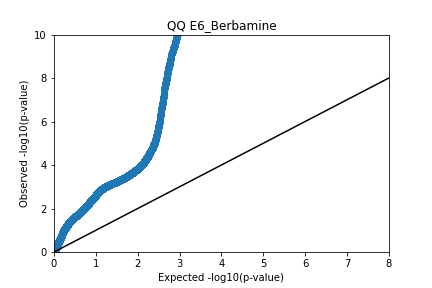 QQ E6_Berbamine
Observed -log10(p-value)
10
8
6
4
2
0
0 1 2 3 4 5 6 7 8
Expected -log10(p-value)